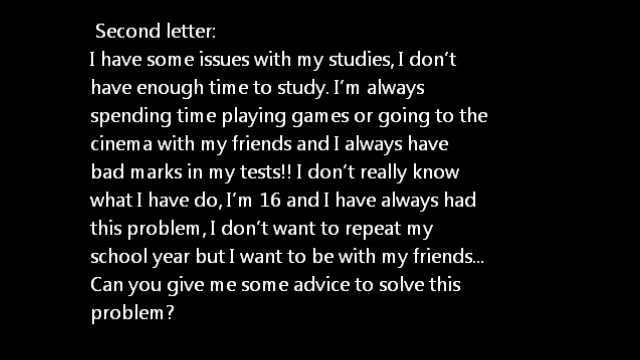 Second letter:
I have some issues with my studies, I don't
have enough time to study. I'm always
spending time playing games or going to the
cinema with my friends and I always have
bad marks in my tests!! I don't really know
what I have do, I'm 16 and I have always had
this problem, I don't want to repeat my
school year but I want to be with my friends...
Can you give me some advice to solve this
problem?